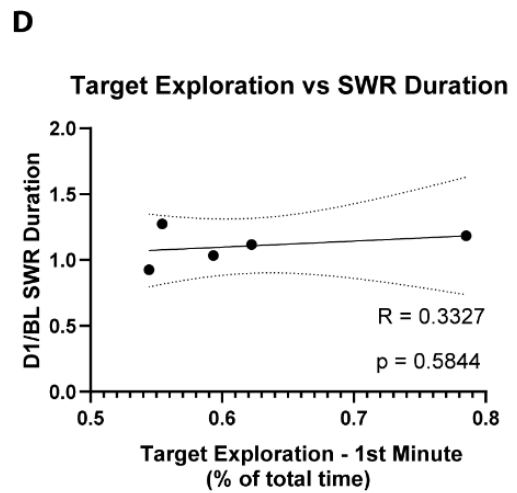 D
Target Exploration vs SWR Duration
2.0
1.5
1.0
0.5
0.0
D1/BL SWR Duration
R = 0.3327
p = 0.5844
0.5
0.6
0.7
0.8
Target Exploration - 1st Minute
(% of total time)